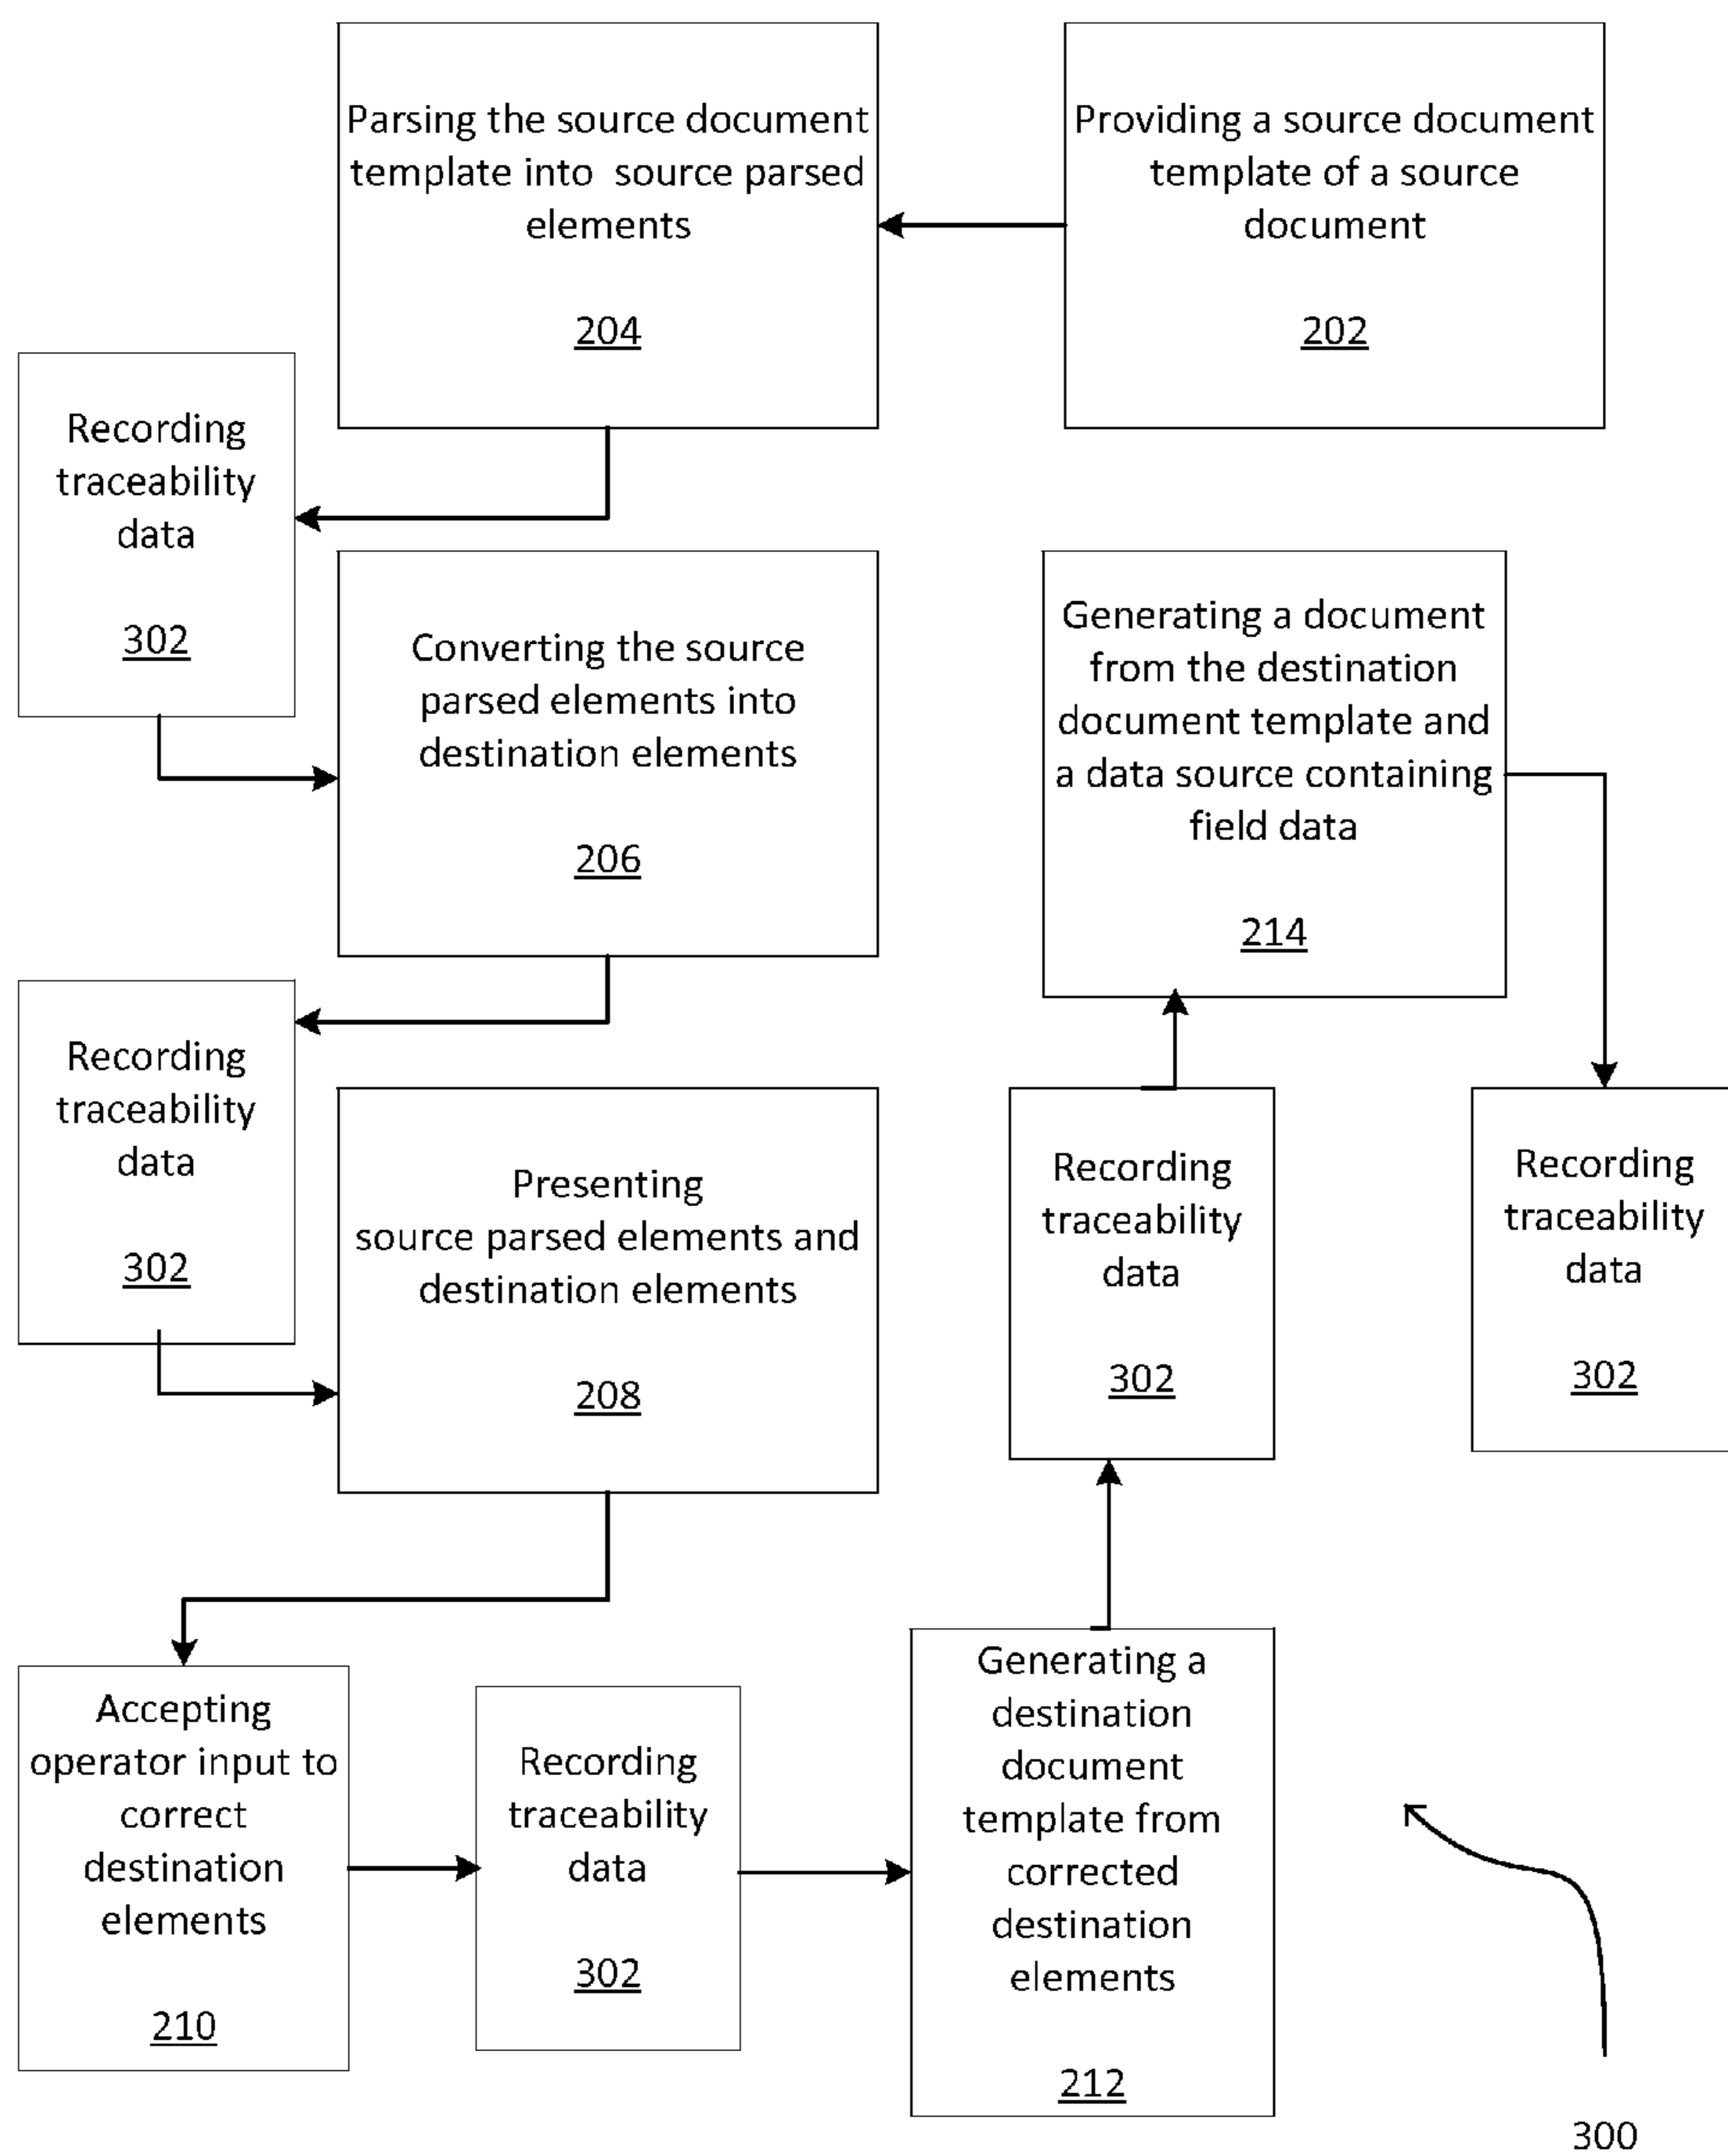 Parsing the source document
template into source parsed
elements
204
Providing a source document
template of a source
document
202
Recording
traceability
data
302
Converting the source
parsed elements into
destination elements
206
Generating a document
from the destination
document template and
a data source containing
field data
214
Recording
traceability
data
302
Presenting
source parsed elements and
destination elements
208
Recording
traceability
data
302
Recording
traceability
data
302
Accepting
operator input to
correct
destination
elements
210
Recording
traceability
data
302
Generating a
destination
document
template from
corrected
destination
elements
212
300